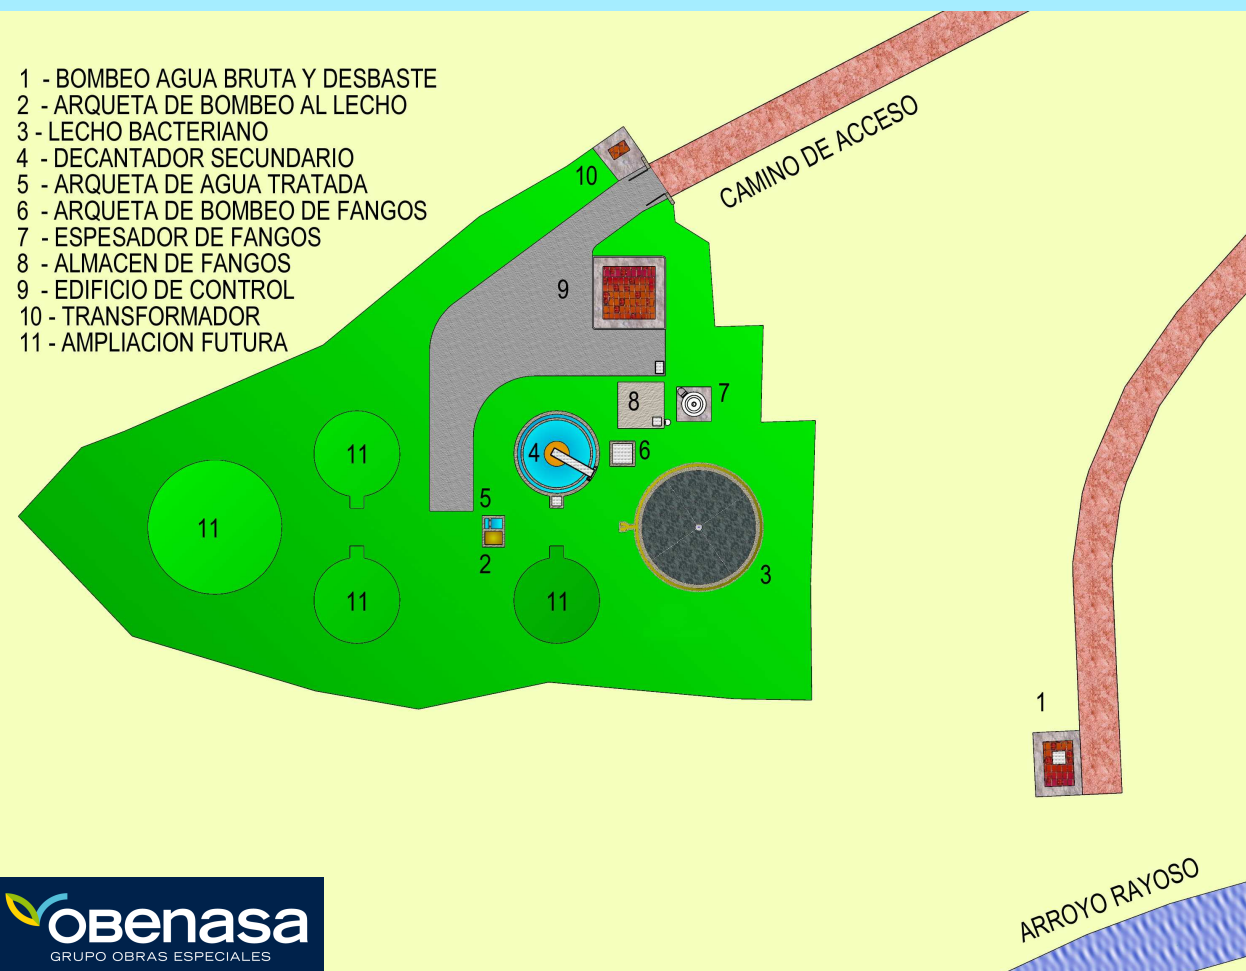 1 - BOMBEO AGUA BRUTA Y DESBASTE
2 - ARQUETA DE BOMBEO AL LECHO
3 - LECHO BACTERIANO
4 - DECANTADOR SECUNDARIO
5 - ARQUETA DE AGUA TRATADA
6 - ARQUETA DE BOMBEO DE FANGOS
7 - ESPESADOR DE FANGOS
8 - ALMACEN DE FANGOS
9 - EDIFICIO DE CONTROL
10 - TRANSFORMADOR
11 - AMPLIACION FUTURA
CAMINO DE ACCESO
10
9
7
8
6
4
11
5
11
2
3
11
11
1
ARROYO RAYOSO
OBENASA
GRUPO OBRAS ESPECIALES